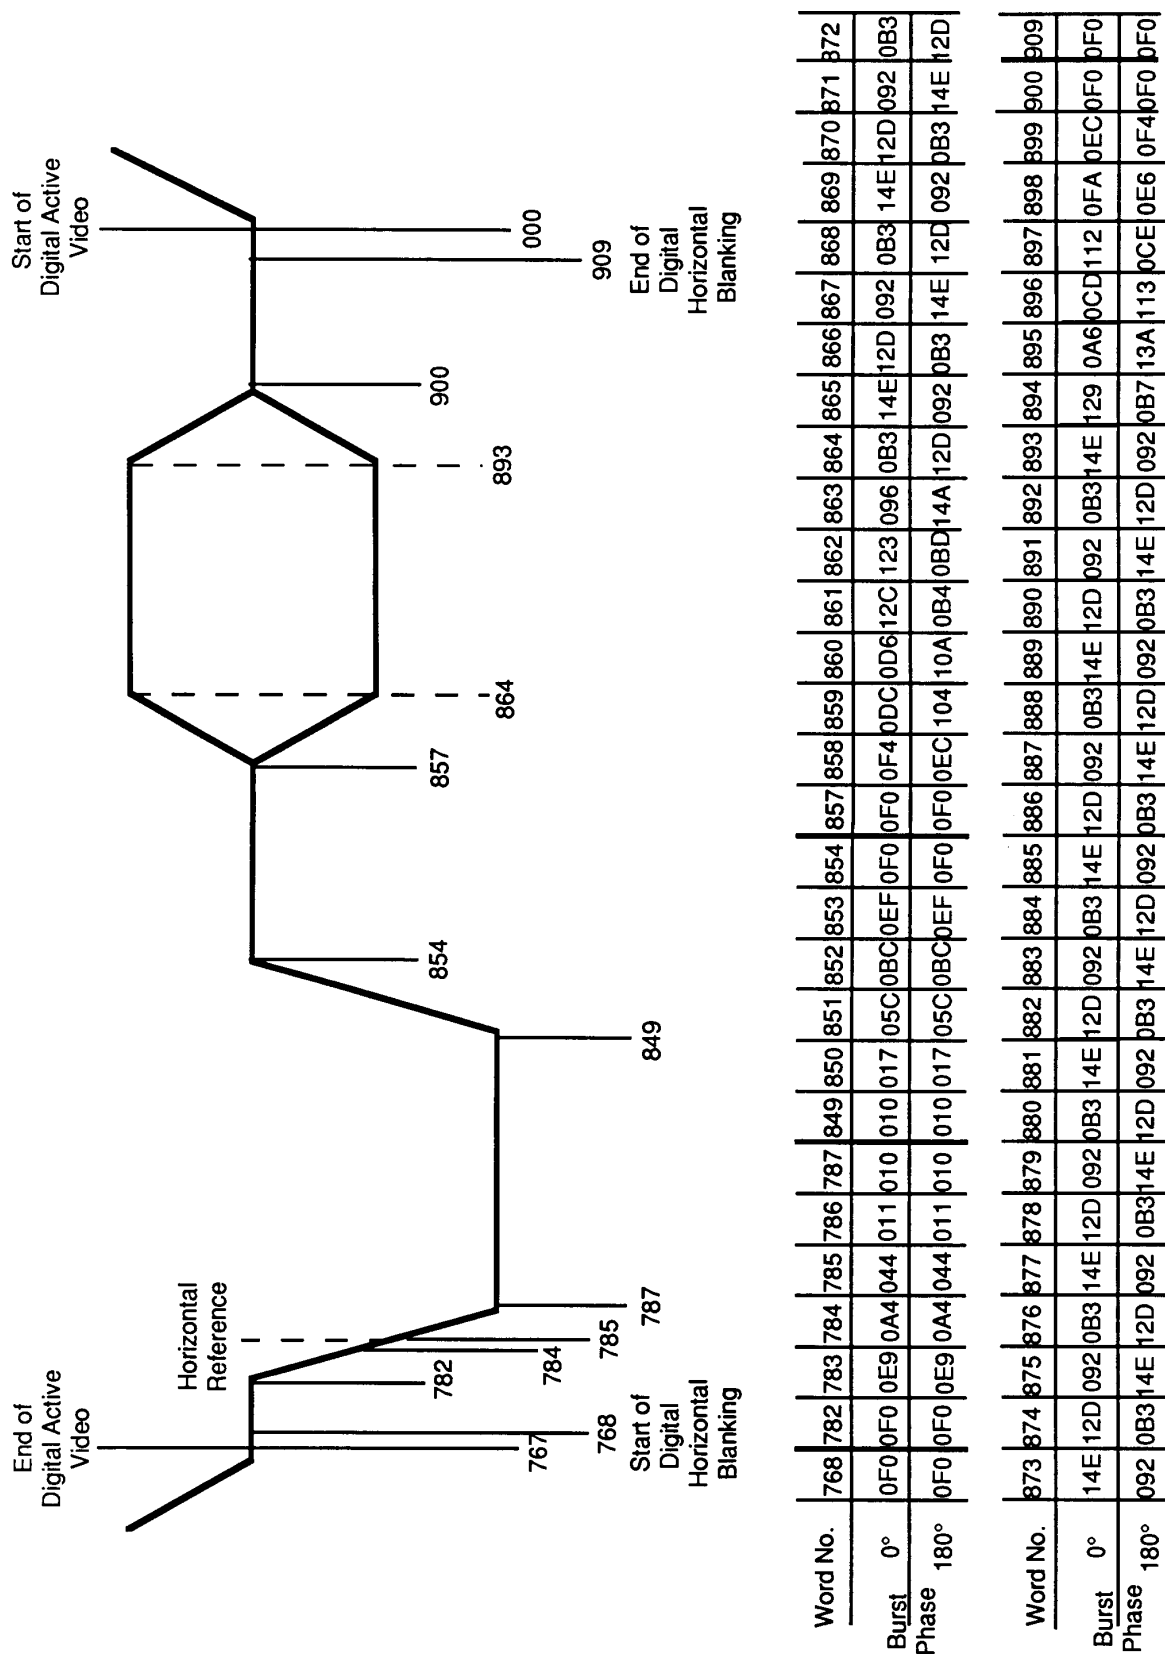 End of
Digital Active
Video
Horizontal
Reference
Start of
Digital Active
Video
767
768
782
784
785
787
849
854
857
864
893
900
909
000
Start of
Digital
Horizontal
Blanking
End of
Digital
Horizontal
Blanking
Word No. 768 782 783 784 785 786 787 849 850 851 852 853 854 857 858 859 860 861 862 863 864 865 866 867 868 869 870 871 872
Burst Phase
0° 0F0 0F0 0E9 0A4 044 011 010 010 017 05C 0BC 0EF 0F0 0F0 0F4 0DC 0D6 12C 123 096 0B3 14E 12D 092 0B3 14E 12D 092 0B3
180° 0F0 0F0 0E9 0A4 044 011 010 010 017 05C 0BC 0EF 0F0 0F0 0EC 104 10A 0B4 0BD 14A 12D 092 0B3 14E 12D 092 0B3 14E 12D
Word No. 873 874 875 876 877 878 879 880 881 882 883 884 885 886 887 888 889 890 891 892 893 894 895 896 897 898 899 900 909
Burst Phase
0° 14E 12D 092 0B3 14E 12D 092 0B3 14E 12D 092 0B3 14E 12D 092 0B3 14E 12D 092 0B3 14E 129 0A6 0CD 112 0FA 0EC 0F0 0F0
180° 092 0B3 14E 12D 092 0B3 14E 12D 092 0B3 14E 12D 092 0B3 14E 12D 092 0B3 14E 12D 092 0B7 13A 113 0CE 0E6 0F4 0F0 0F0